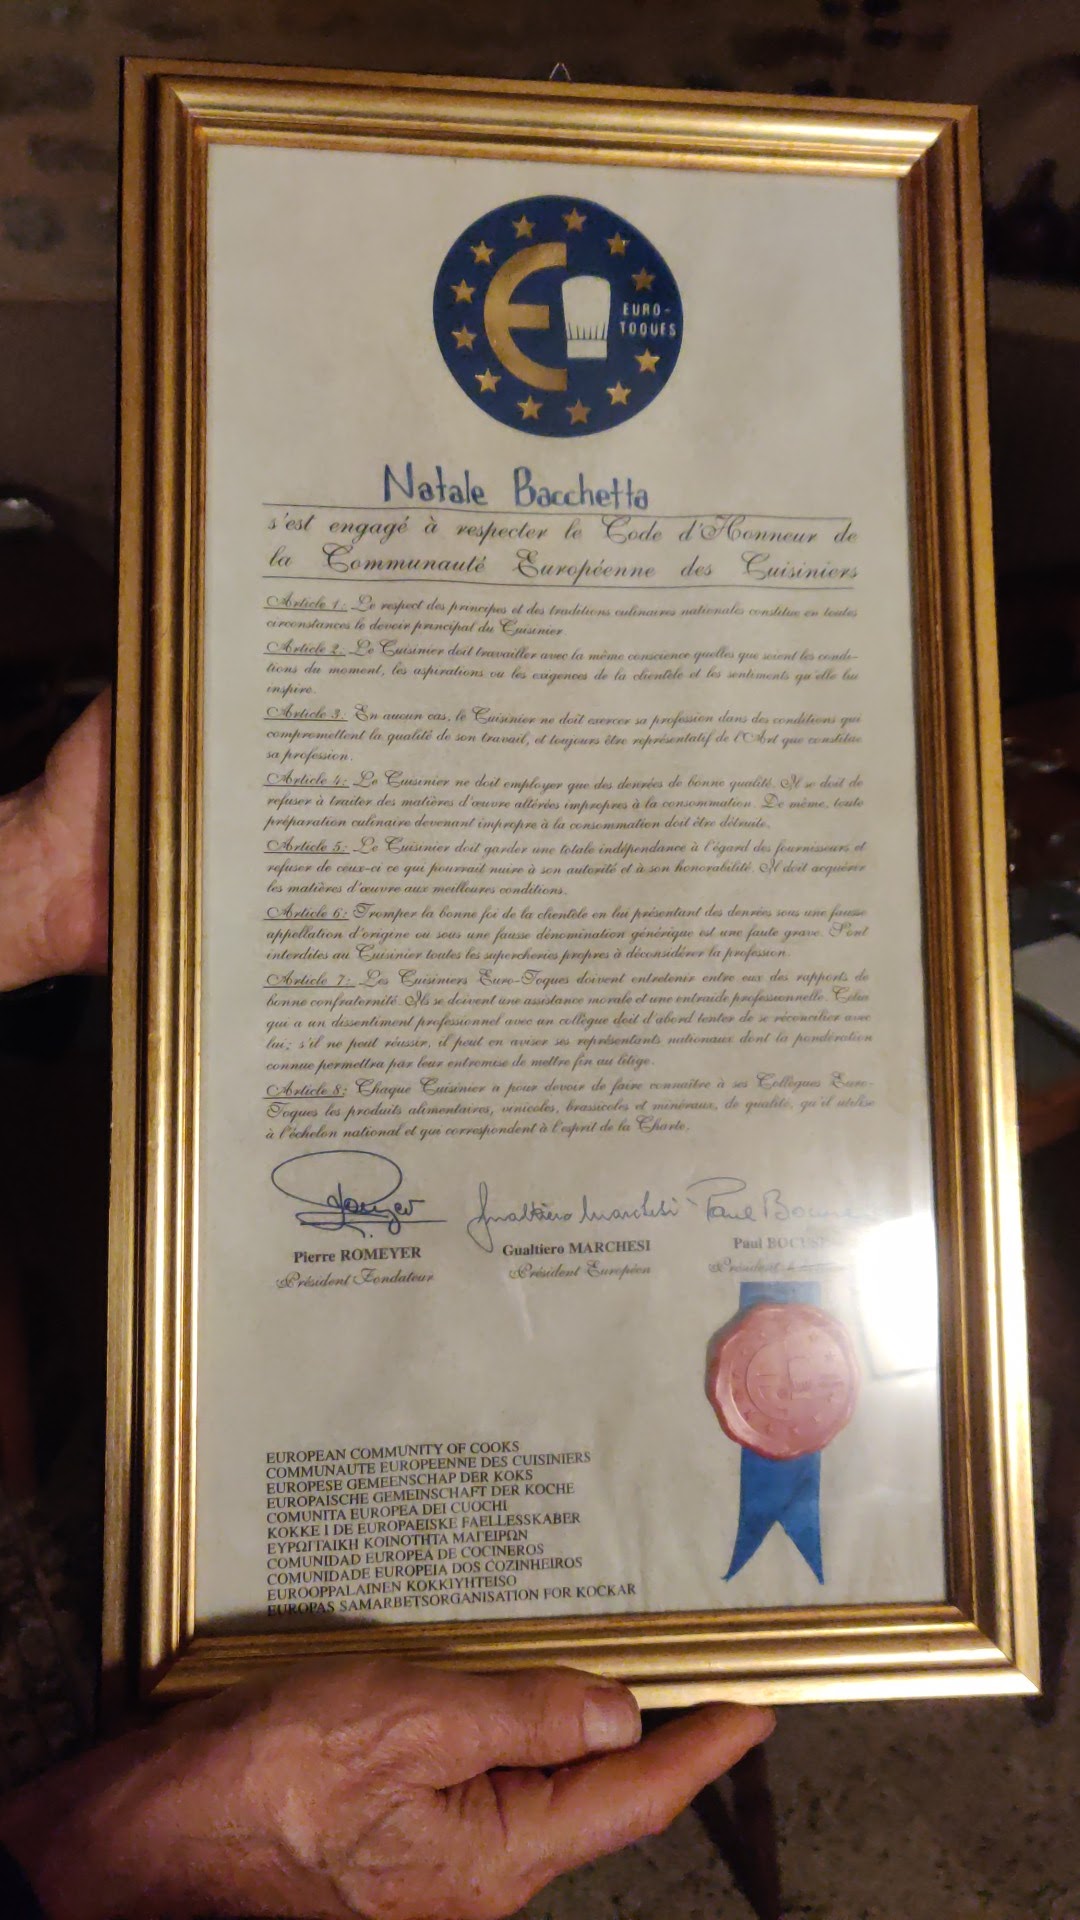 EURO-
TOQUES
Natale Bacchetta
s'est engagé à respecter le Code d'Honneur de
la Communauté Européenne des Cuisiniers
Article 1: Le respect des principes et des traditions culinaires nationales constitue en toutes
circonstances le devoir principal du Cuisinier
Article 2: Le Cuisinier doit travailler avec la même conscience quelles que soient les condi-
tions du moment, les aspirations ou les exigences de la clientèle et les sentiments qu'elle lui
inspire.
Article 3: En aucun cas, le Cuisinier ne doit exercer sa profession dans des conditions qui
compromettent la qualité de son travail, et toujours être représentatif de l'Art que constitue
sa profession.
Article 4: Le Cuisinier ne doit employer que des denrées de bonne qualité. Il se doit de
refuser à traiter des matières d'œuvre altérées impropres à la consommation. De même, toute
préparation culinaire devenant impropre à la consommation doit être détruite.
Article 5: Le Cuisinier doit garder une totale indépendance à l'égard des fournisseurs et
refuser de ceux-ci ce qui pourrait nuire à son autorité et à son honorabilité. Il doit acquérir
les matières d'œuvre aux meilleures conditions.
Article 6: Tromper la bonne foi de la clientèle en lui présentant des denrées sous une fausse
appellation d'origine ou sous une fausse dénomination générique est une faute grave. Sont
interdites au Cuisinier toutes les supercheries propres à déconsidérer la profession.
Article 7: Les Cuisiniers Euro-Toques doivent entretenir entre eux des rapports de
bonne confraternité. Ils se doivent une assistance morale et une entraide professionnelle. Celui
qui a un dissentiment professionnel avec un collègue doit d'abord tenter de se réconcilier avec
lui; s'il ne peut réussir, il peut en aviser ses représentants nationaux dont la pondération
connue permettra par leur entremise de mettre fin au litige.
Article 8: Chaque Cuisinier a pour devoir de faire connaître à ses Collègues Euro-
Toques les produits alimentaires, vinicoles, brassicoles et minéraux, de qualité, qu'il utilise
à l'échelon national et qui correspondent à l'esprit de la Charte.
Romeyer Gualtiero Marchesi Paul Bocuse
Pierre ROMEYER Gualtiero MARCHESI Paul BOCUSE
Président Fondateur Président Européen Président
EUROPEAN COMMUNITY OF COOKS
COMMUNAUTE EUROPEENNE DES CUISINIERS
EUROPESE GEMEENSCHAP DER KOKS
EUROPAISCHE GEMEINSCHAFT DER KOCHE
COMUNITA EUROPEA DEI CUOCHI
KOKKE I DE EUROPAEISKE FAELLESSKABER
ΕΥΡΩΠΑΙΚΗ ΚΟΙΝΟΤΗΤΑ ΜΑΓΕΙΡΩΝ
COMUNIDAD EUROPEA DE COCINEROS
COMUNIDADE EUROPEIA DOS COZINHEIROS
EUROOPPALAINEN KOKKIYHTEISO
EUROPAS SAMARBETSORGANISATION FOR KOCKAR